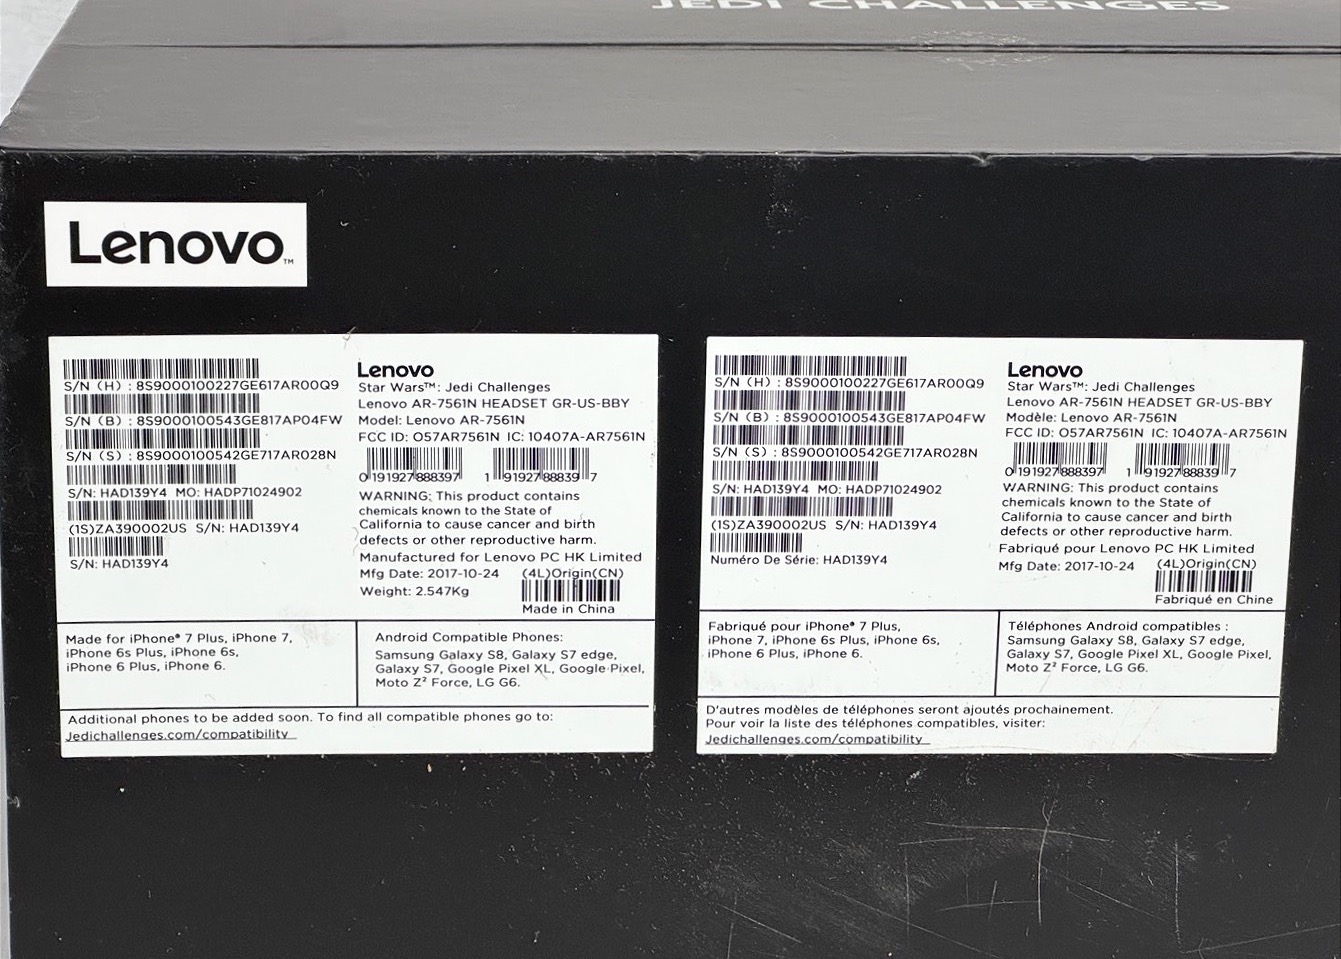 JEDI CHALLENGES
Lenovo™
S/N (H) : 8S9000100227GE617AR00Q9
S/N (B) : 8S9000100543GE817AP04FW
S/N (S) : 8S9000100542GE717AR028N
S/N: HAD139Y4 MO: HADP71024902
(1S)ZA390002US S/N: HAD139Y4
S/N: HAD139Y4
Lenovo
Star Wars™: Jedi Challenges
Lenovo AR-7561N HEADSET GR-US-BBY
Model: Lenovo AR-7561N
FCC ID: O57AR7561N IC: 10407A-AR7561N
0 191927 888397 1 91927 88839 7
WARNING: This product contains
chemicals known to the State of
California to cause cancer and birth
defects or other reproductive harm.
Manufactured for Lenovo PC HK Limited
Mfg Date: 2017-10-24 (4L)Origin(CN)
Weight: 2.547Kg
Made in China
Made for iPhone® 7 Plus, iPhone 7,
iPhone 6s Plus, iPhone 6s,
iPhone 6 Plus, iPhone 6.
Android Compatible Phones:
Samsung Galaxy S8, Galaxy S7 edge,
Galaxy S7, Google Pixel XL, Google Pixel,
Moto Z² Force, LG G6.
Additional phones to be added soon. To find all compatible phones go to:
Jedichallenges.com/compatibility
S/N (H) : 8S9000100227GE617AR00Q9
S/N (B) : 8S9000100543GE817AP04FW
S/N (S) : 8S9000100542GE717AR028N
S/N: HAD139Y4 MO: HADP71024902
(1S)ZA390002US S/N: HAD139Y4
Numéro De Série: HAD139Y4
Lenovo
Star Wars™: Jedi Challenges
Lenovo AR-7561N HEADSET GR-US-BBY
Modèle: Lenovo AR-7561N
FCC ID: O57AR7561N IC: 10407A-AR7561N
0 191927 888397 1 91927 88839 7
WARNING: This product contains
chemicals known to the State of
California to cause cancer and birth
defects or other reproductive harm.
Fabriqué pour Lenovo PC HK Limited
Mfg Date: 2017-10-24 (4L)Origin(CN)
Fabriqué en Chine
Fabriqué pour iPhone® 7 Plus,
iPhone 7, iPhone 6s Plus, iPhone 6s,
iPhone 6 Plus, iPhone 6.
Téléphones Android compatibles :
Samsung Galaxy S8, Galaxy S7 edge,
Galaxy S7, Google Pixel XL, Google Pixel,
Moto Z² Force, LG G6.
D'autres modèles de téléphones seront ajoutés prochainement.
Pour voir la liste des téléphones compatibles, visiter:
Jedichallenges.com/compatibility